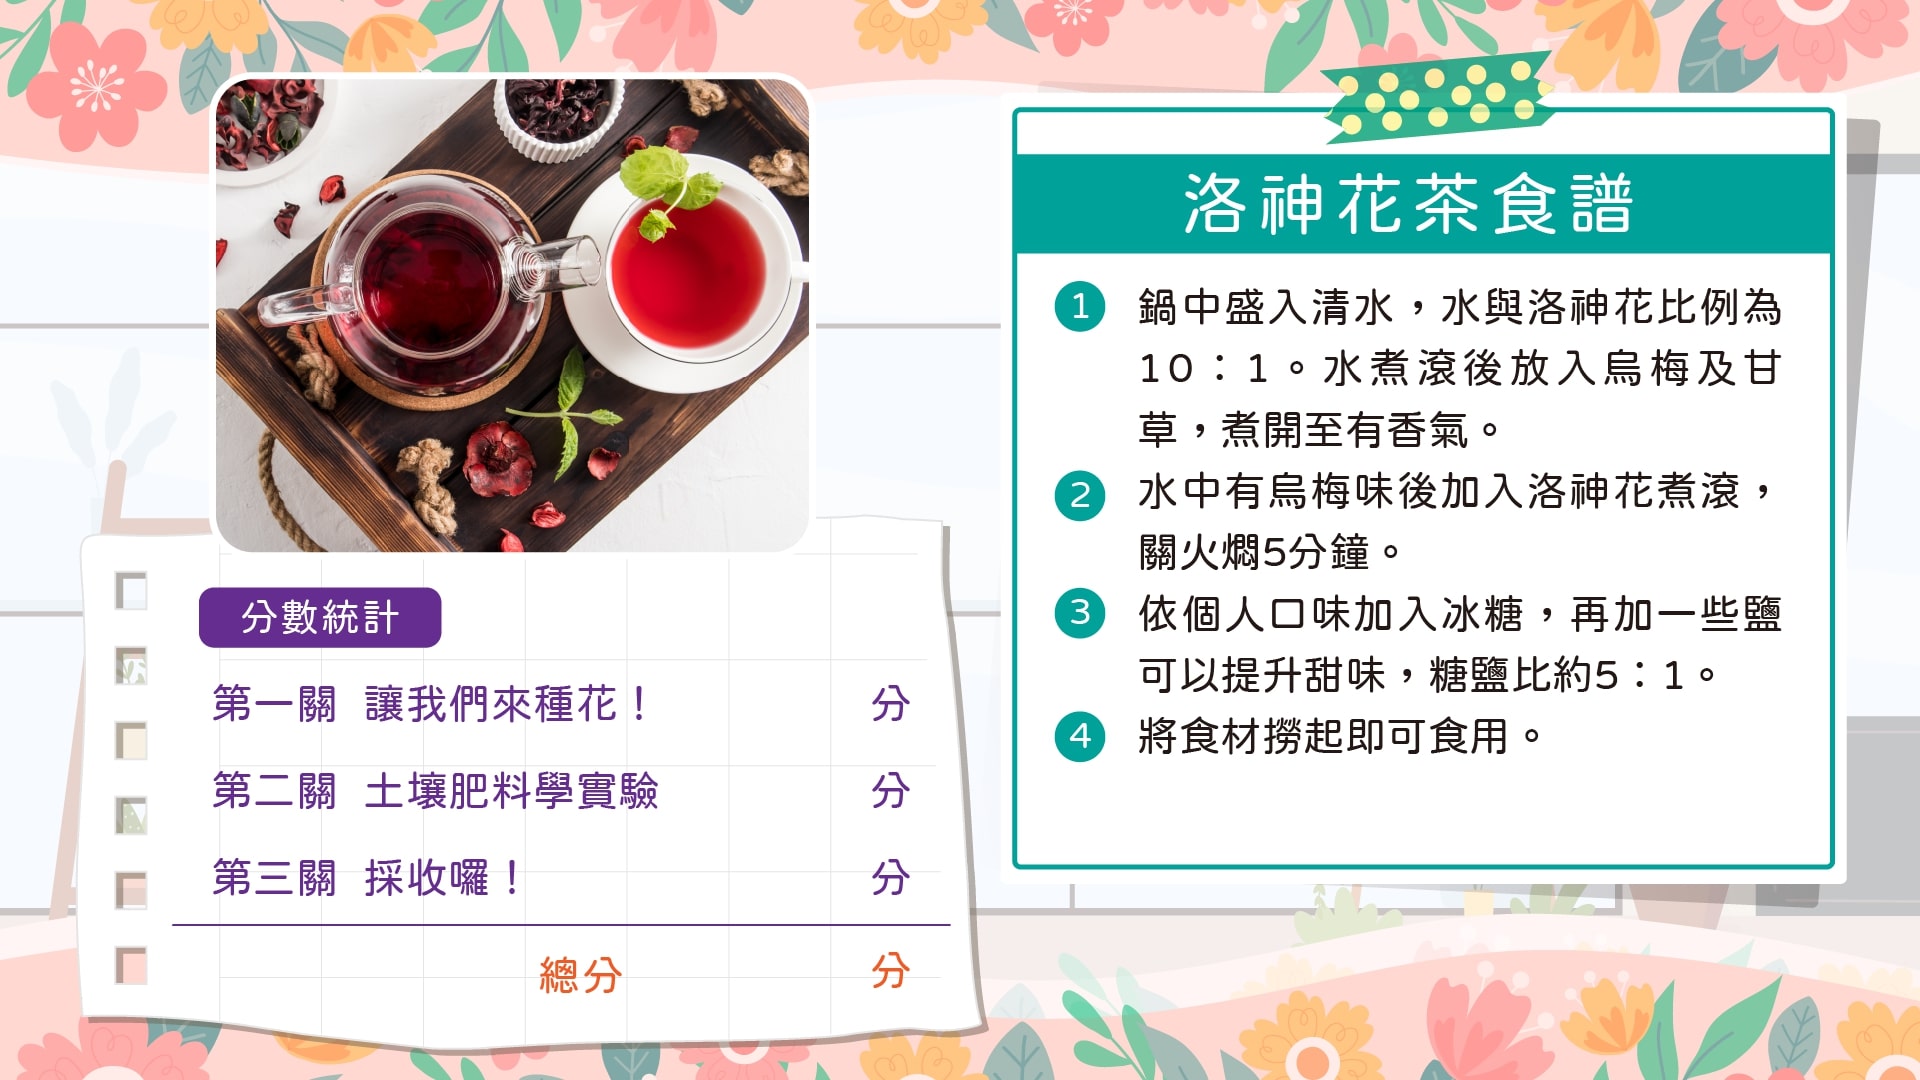 洛神花茶食譜
1 鍋中盛入清水，水與洛神花比例為
10：1。水煮滾後放入烏梅及甘
草，煮開至有香氣。
2 水中有烏梅味後加入洛神花煮滾，
關火燜5分鐘。
3 依個人口味加入冰糖，再加一些鹽
可以提升甜味，糖鹽比約5：1。
4 將食材撈起即可食用。
分數統計
第一關 讓我們來種花！ 分
第二關 土壤肥料學實驗 分
第三關 採收囉！ 分
總分 分